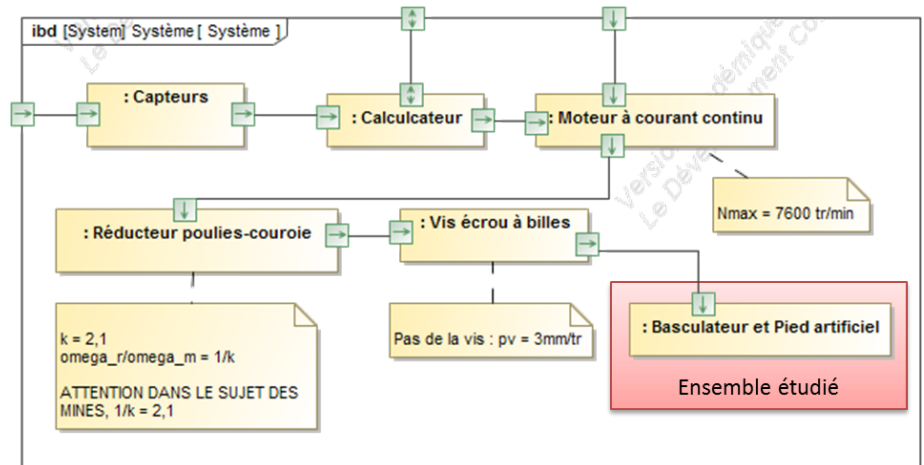 ibd [System] Système [ Système ]
: Capteurs
: Calculcateur
: Moteur à courant continu
Nmax = 7600 tr/min
: Réducteur poulies-couroie
: Vis écrou à billes
k = 2,1
omega_r/omega_m = 1/k
ATTENTION DANS LE SUJET DES
MINES, 1/k = 2,1
Pas de la vis : pv = 3mm/tr
: Basculateur et Pied artificiel
Ensemble étudié